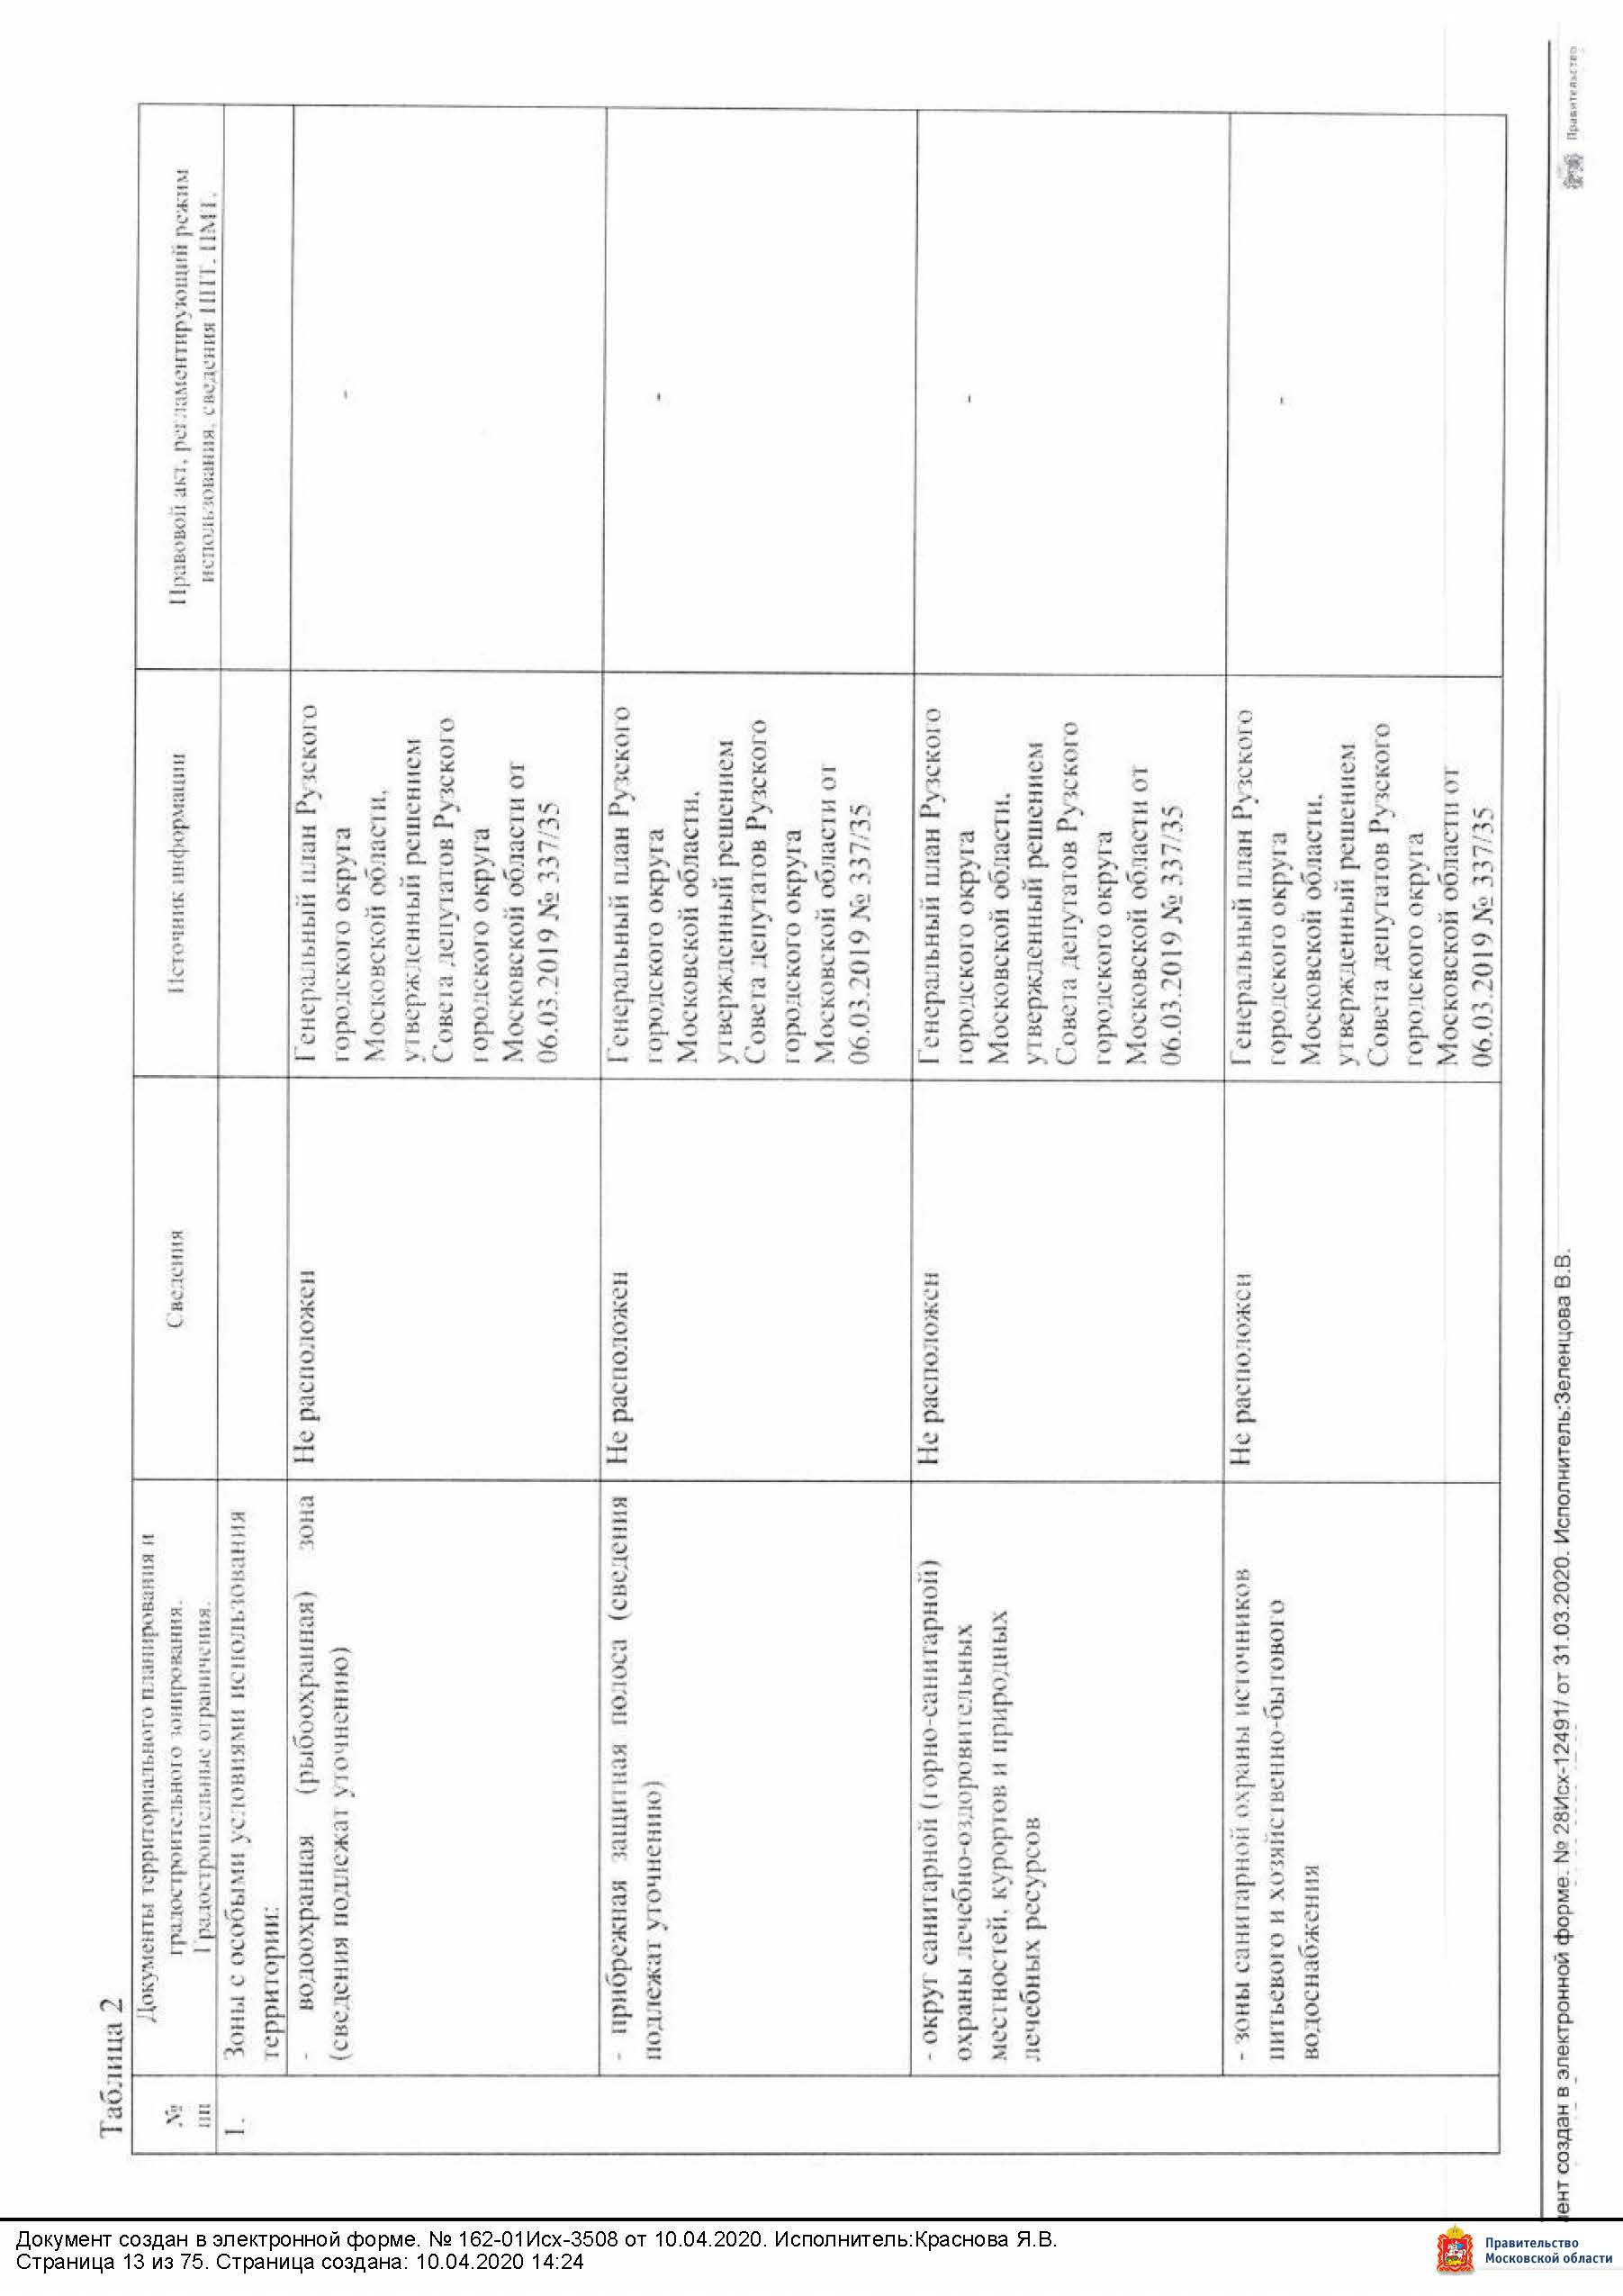 Таблица 2
№
пп
Документы территориального планирования и
градостроительного зонирования.
Градостроительные ограничения.
Сведения
Источник информации
Правовой акт, регламентирующий режим
использования, сведения ППТ, ПМТ.
1.
Зоны с особыми условиями использования
территории:
- водоохранная (рыбоохранная) зона
(сведения подлежат уточнению)
Не расположен
Генеральный план Рузского
городского округа
Московской области,
утвержденный решением
Совета депутатов Рузского
городского округа
Московской области от
06.03.2019 № 337/35
-
- прибрежная защитная полоса (сведения
подлежат уточнению)
Не расположен
Генеральный план Рузского
городского округа
Московской области,
утвержденный решением
Совета депутатов Рузского
городского округа
Московской области от
06.03.2019 № 337/35
-
- округ санитарной (горно-санитарной)
охраны лечебно-оздоровительных
местностей, курортов и природных
лечебных ресурсов
Не расположен
Генеральный план Рузского
городского округа
Московской области,
утвержденный решением
Совета депутатов Рузского
городского округа
Московской области от
06.03.2019 № 337/35
-
- зоны санитарной охраны источников
питьевого и хозяйственно-бытового
водоснабжения
Не расположен
Генеральный план Рузского
городского округа
Московской области,
утвержденный решением
Совета депутатов Рузского
городского округа
Московской области от
06.03.2019 № 337/35
-
ент создан в электронной форме. № 28Исх-12491/ от 31.03.2020. Исполнитель:Зеленцова В.В.
Правительство
Документ создан в электронной форме. № 162-01Исх-3508 от 10.04.2020. Исполнитель:Краснова Я.В.
Страница 13 из 75. Страница создана: 10.04.2020 14:24
Правительство
Московской области